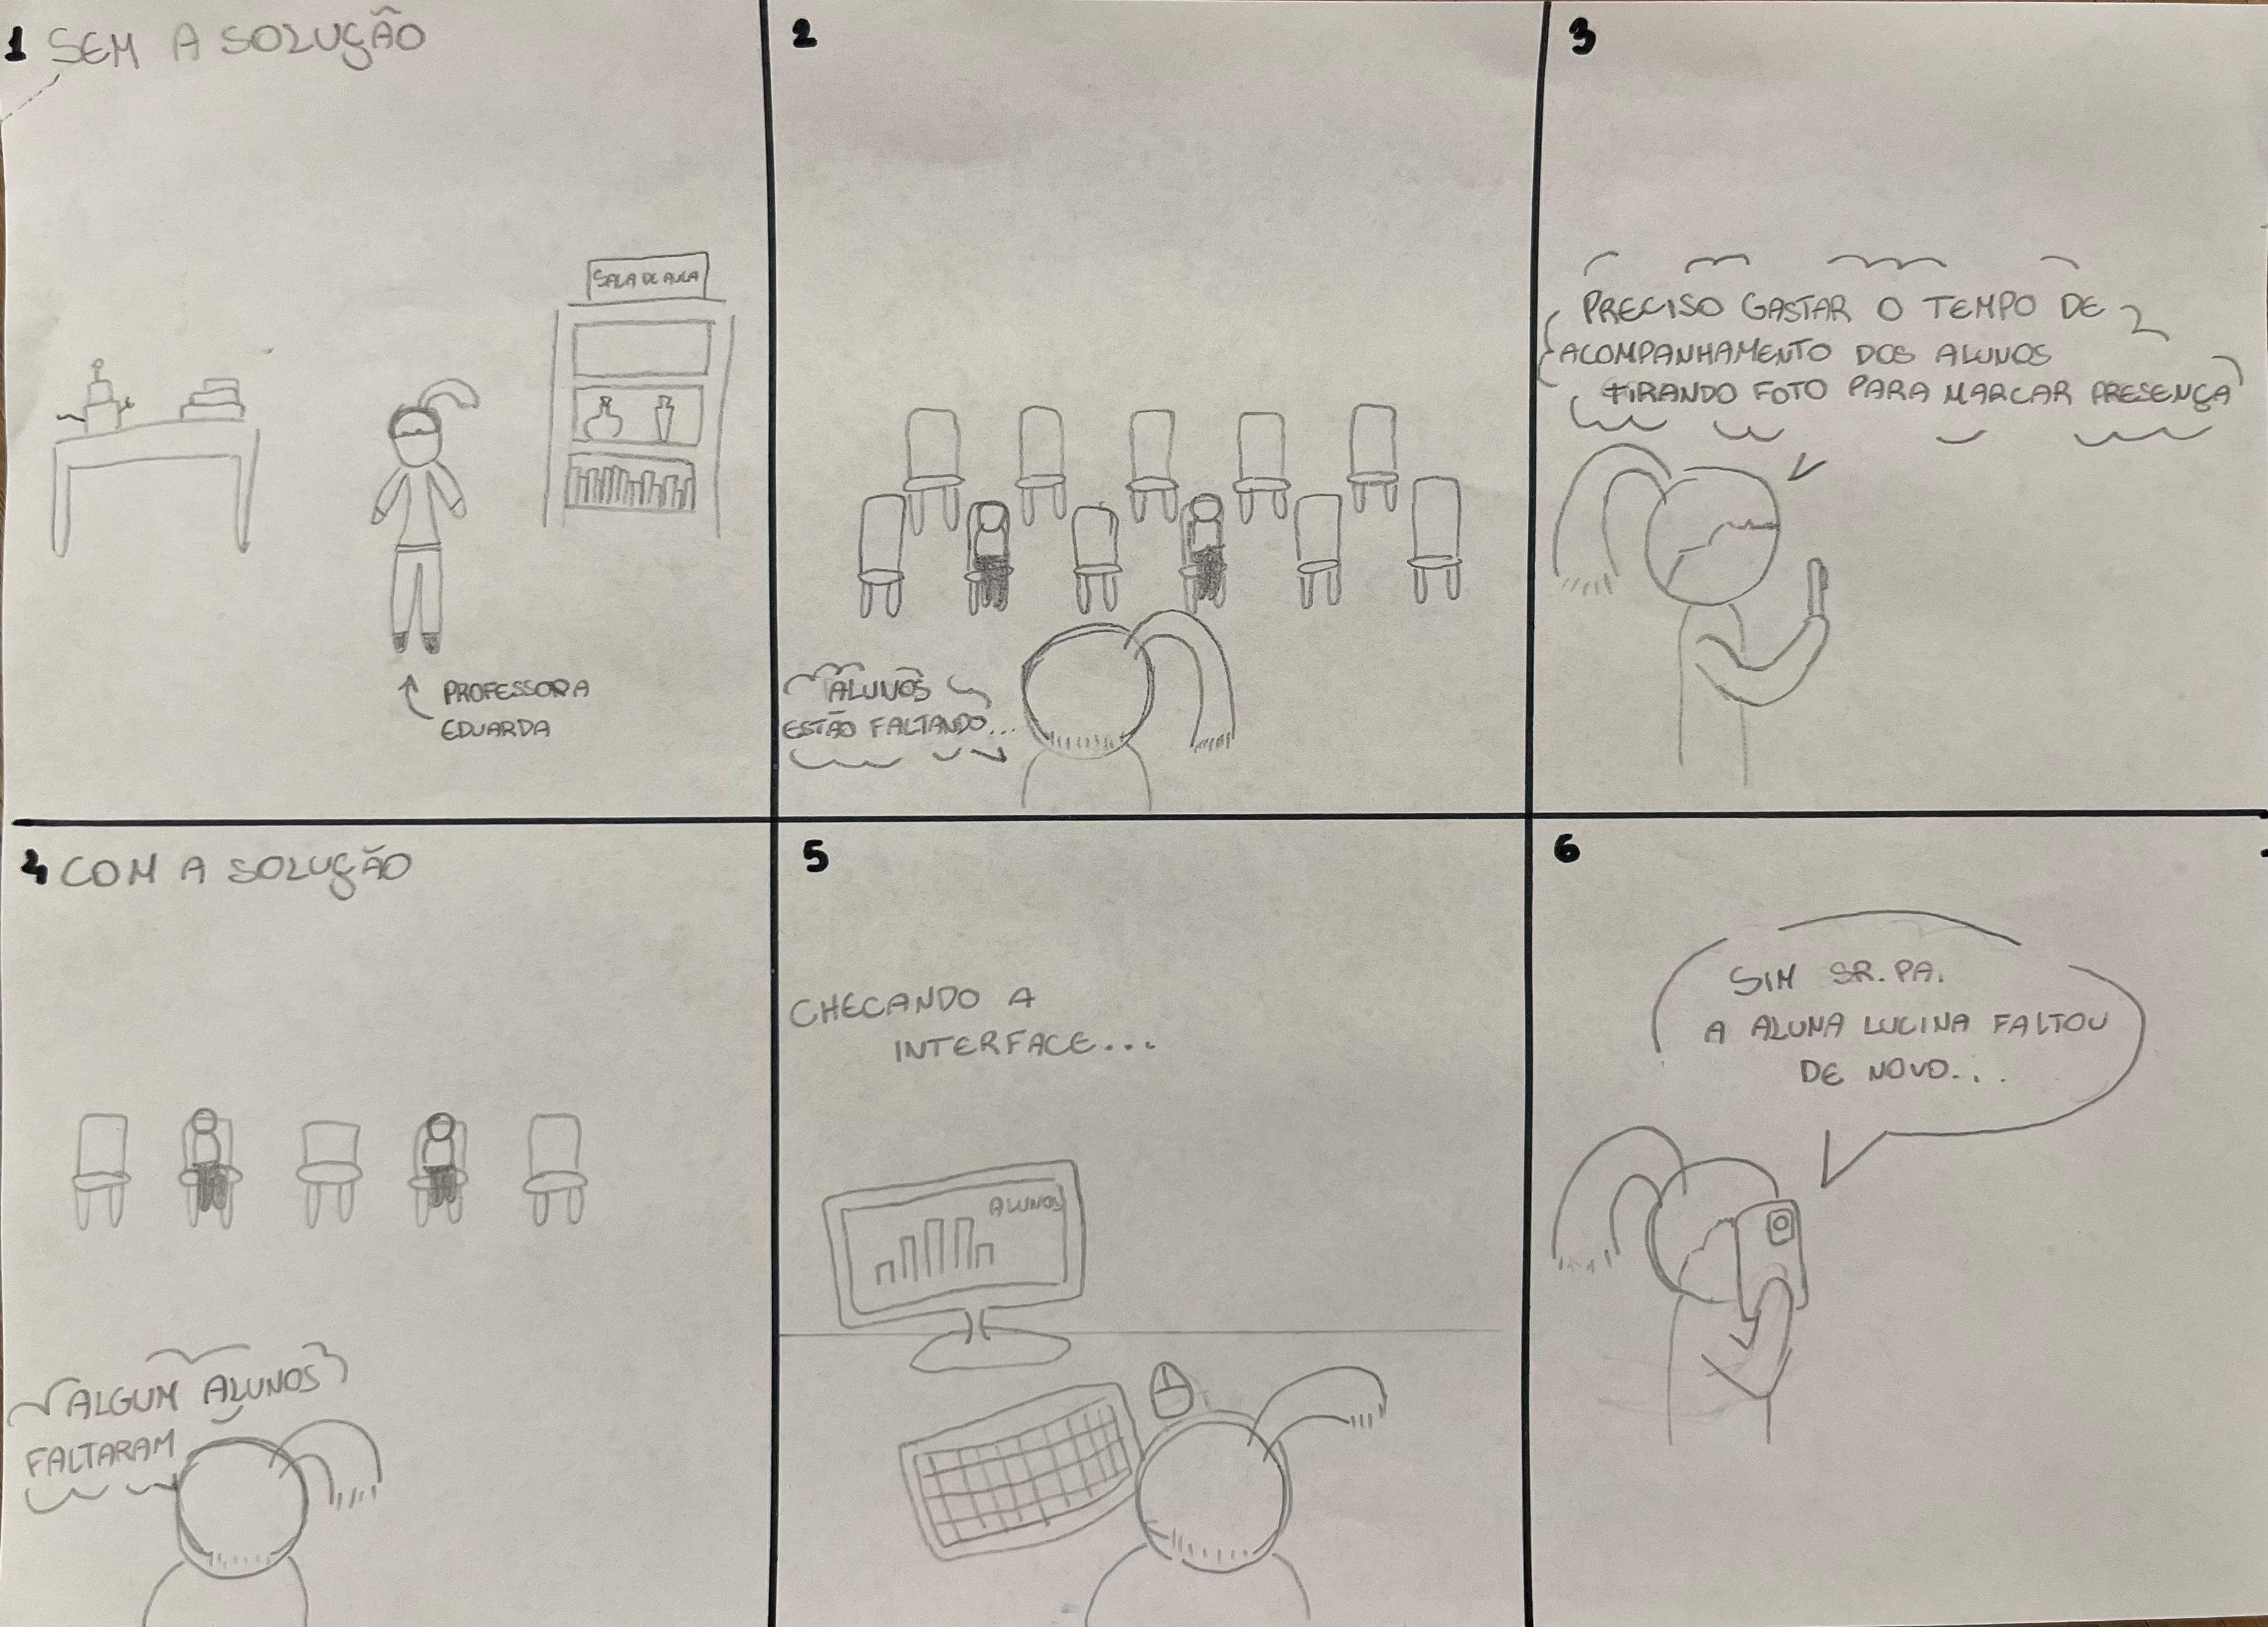 1 SEM A SOLUÇÃO
SALA DE AULA
PROFESSORA
EDUARDA
2
ALUNOS
ESTÃO FALTANDO...
3
PRECISO GASTAR O TEMPO DE
ACOMPANHAMENTO DOS ALUNOS
TIRANDO FOTO PARA MARCAR PRESENÇA
4 COM A SOLUÇÃO
ALGUM ALUNOS
FALTARAM
5
CHECANDO A
INTERFACE...
ALUNOS
6
SIM SR. PA.
A ALUNA LUCINA FALTOU
DE NOVO...